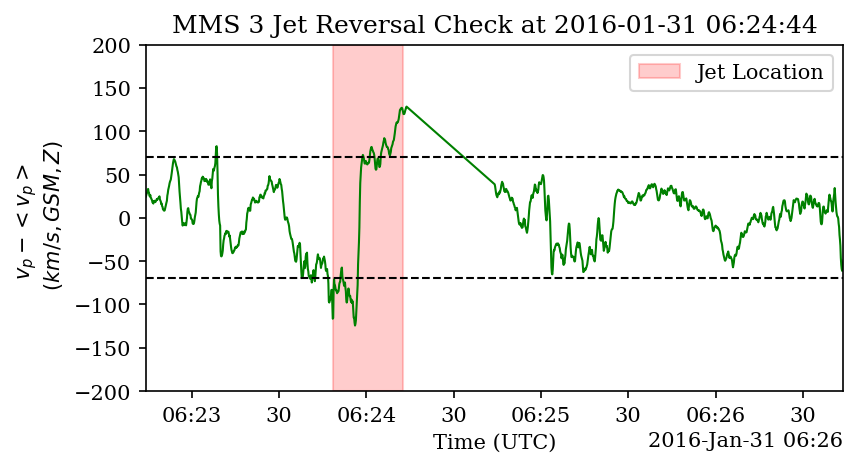 MMS 3 Jet Reversal Check at 2016-01-31 06:24:44
Jet Location
200
150
100
50
0
−50
−100
−150
−200
v_p − < v_p >
(km/s, GSM, Z)
06:23 30 06:24 30 06:25 30 06:26 30
Time (UTC)
2016-Jan-31 06:26